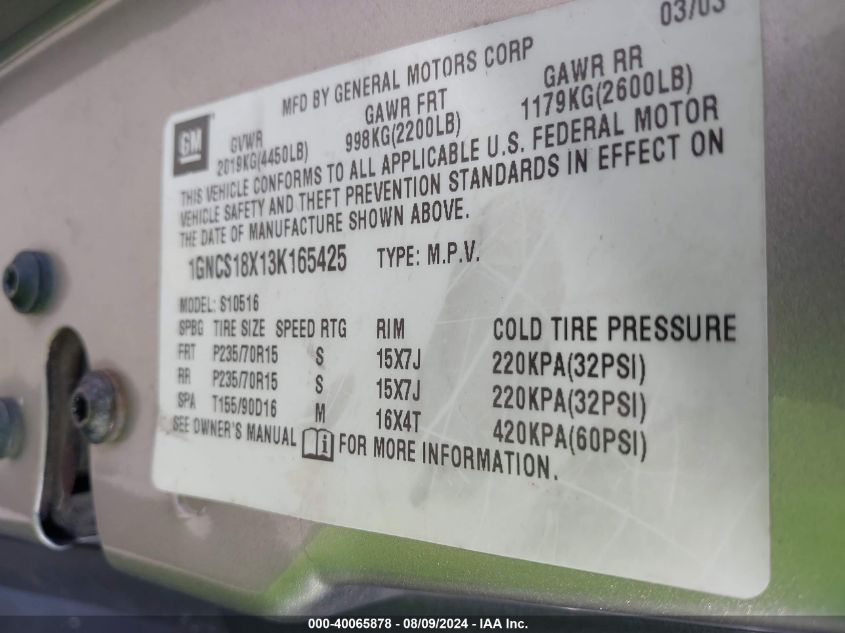 03/03
MFD BY GENERAL MOTORS CORP
GM
GVWR GAWR FRT GAWR RR
2019KG(4450LB) 998KG(2200LB) 1179KG(2600LB)
THIS VEHICLE CONFORMS TO ALL APPLICABLE U.S. FEDERAL MOTOR
VEHICLE SAFETY AND THEFT PREVENTION STANDARDS IN EFFECT ON
THE DATE OF MANUFACTURE SHOWN ABOVE.
1GNCS18X13K165425 TYPE: M.P.V.
MODEL: S10516
SPBG TIRE SIZE SPEED RTG RIM COLD TIRE PRESSURE
FRT P235/70R15 S 15X7J 220KPA(32PSI)
RR P235/70R15 S 15X7J 220KPA(32PSI)
SPA T155/90D16 M 16X4T 420KPA(60PSI)
SEE OWNER'S MANUAL i FOR MORE INFORMATION.
000-40065878 - 08/09/2024 - IAA Inc.